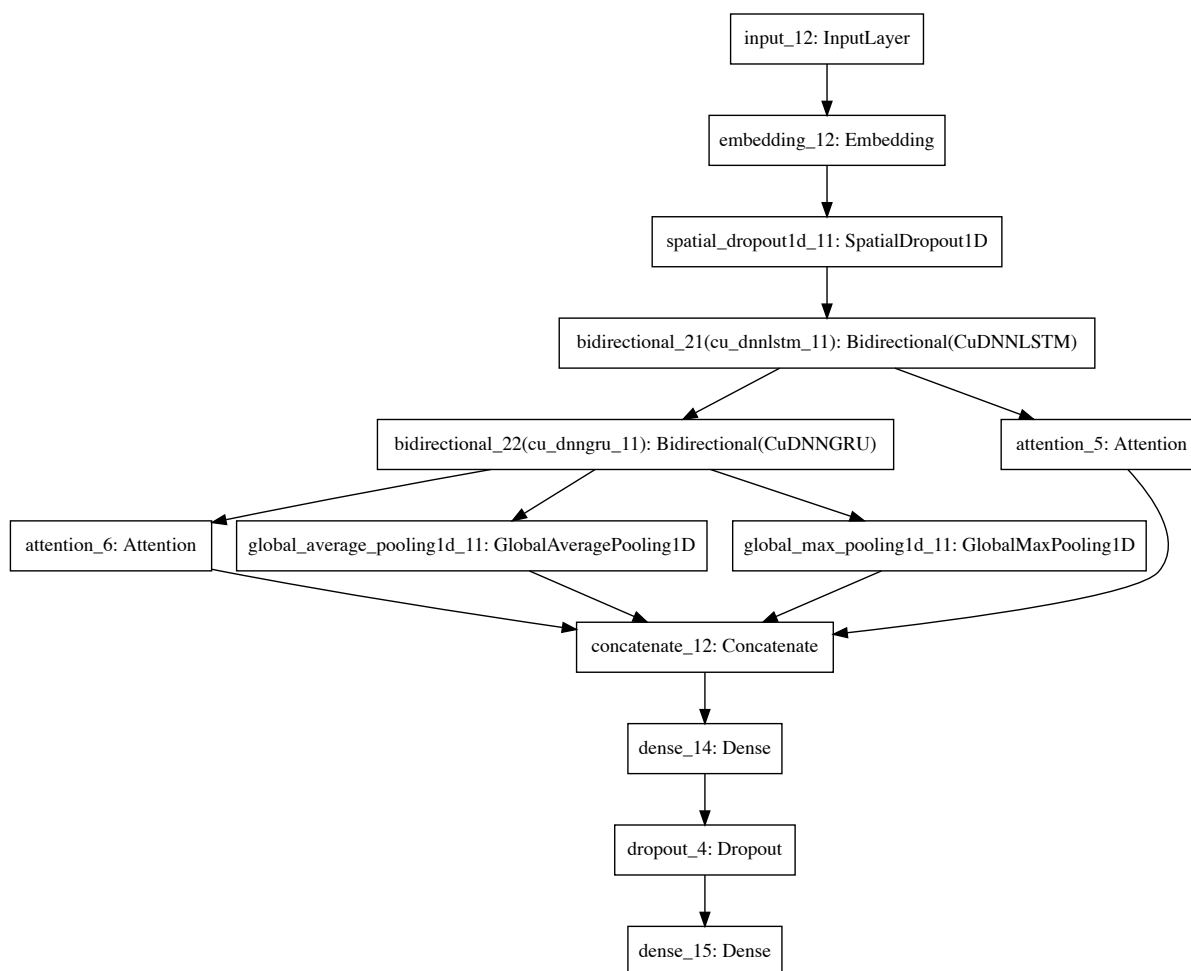 input_12: InputLayer
embedding_12: Embedding
spatial_dropout1d_11: SpatialDropout1D
bidirectional_21(cu_dnnlstm_11): Bidirectional(CuDNNLSTM)
bidirectional_22(cu_dnngru_11): Bidirectional(CuDNNGRU)
attention_5: Attention
attention_6: Attention
global_average_pooling1d_11: GlobalAveragePooling1D
global_max_pooling1d_11: GlobalMaxPooling1D
concatenate_12: Concatenate
dense_14: Dense
dropout_4: Dropout
dense_15: Dense